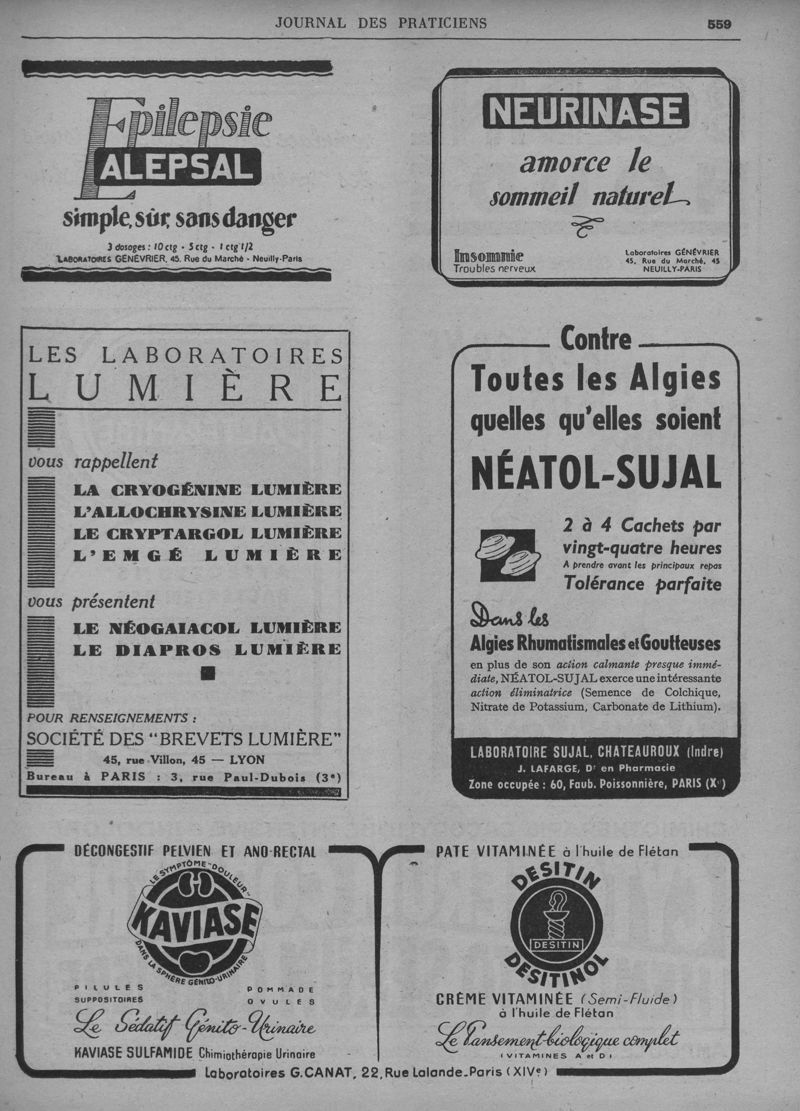 JOURNAL DES PRATICIENS
559
Epilepsie
ALEPSAL
simple, sûr, sans danger
3 dosages : 10 ctg - 5 ctg - 1 ctg 1/2
LABORATOIRES GÉNÉVRIER, 45, Rue du Marché - Neuilly-Paris
NEURINASE
amorce le
sommeil naturel
Insomnie
Troubles nerveux
Laboratoires GÉNÉVRIER
45, Rue du Marché, 45
NEUILLY-PARIS
LES LABORATOIRES
LUMIÈRE
vous rappellent
LA CRYOGÉNINE LUMIÈRE
L'ALLOCHRYSINE LUMIÈRE
LE CRYPTARGOL LUMIÈRE
L'EMGÉ LUMIÈRE
vous présentent
LE NÉOGAIACOL LUMIÈRE
LE DIAPROS LUMIÈRE
POUR RENSEIGNEMENTS :
SOCIÉTÉ DES "BREVETS LUMIÈRE"
45, rue Villon, 45 — LYON
Bureau à PARIS : 3, rue Paul-Dubois (3e)
Contre
Toutes les Algies
quelles qu'elles soient
NÉATOL-SUJAL
2 à 4 Cachets par
vingt-quatre heures
A prendre avant les principaux repas
Tolérance parfaite
Dans les
Algies Rhumatismales et Goutteuses
en plus de son action calmante presque immé-
diate, NÉATOL-SUJAL exerce une intéressante
action éliminatrice (Semence de Colchique,
Nitrate de Potassium, Carbonate de Lithium).
LABORATOIRE SUJAL, CHATEAUROUX (Indre)
J. LAFARGE, Dr en Pharmacie
Zone occupée : 60, Faub. Poissonnière, PARIS (Xe)
DÉCONGESTIF PELVIEN ET ANO-RECTAL
LE SYMPTÔME-DOULEUR
KAVIASE
DANS LA SPHÈRE GÉNITO-URINAIRE
PILULES
SUPPOSITOIRES
POMMADE
OVULES
Le Sédatif Génito-Urinaire
KAVIASE SULFAMIDE Chimiothérapie Urinaire
PATE VITAMINÉE à l'huile de Flétan
DESITIN
DESITIN
DESITINOL
CRÈME VITAMINÉE (Semi-Fluide)
à l'huile de Flétan
Le Pansement biologique complet
(VITAMINES A et D)
Laboratoires G. CANAT, 22, Rue Lalande-Paris (XIVe)